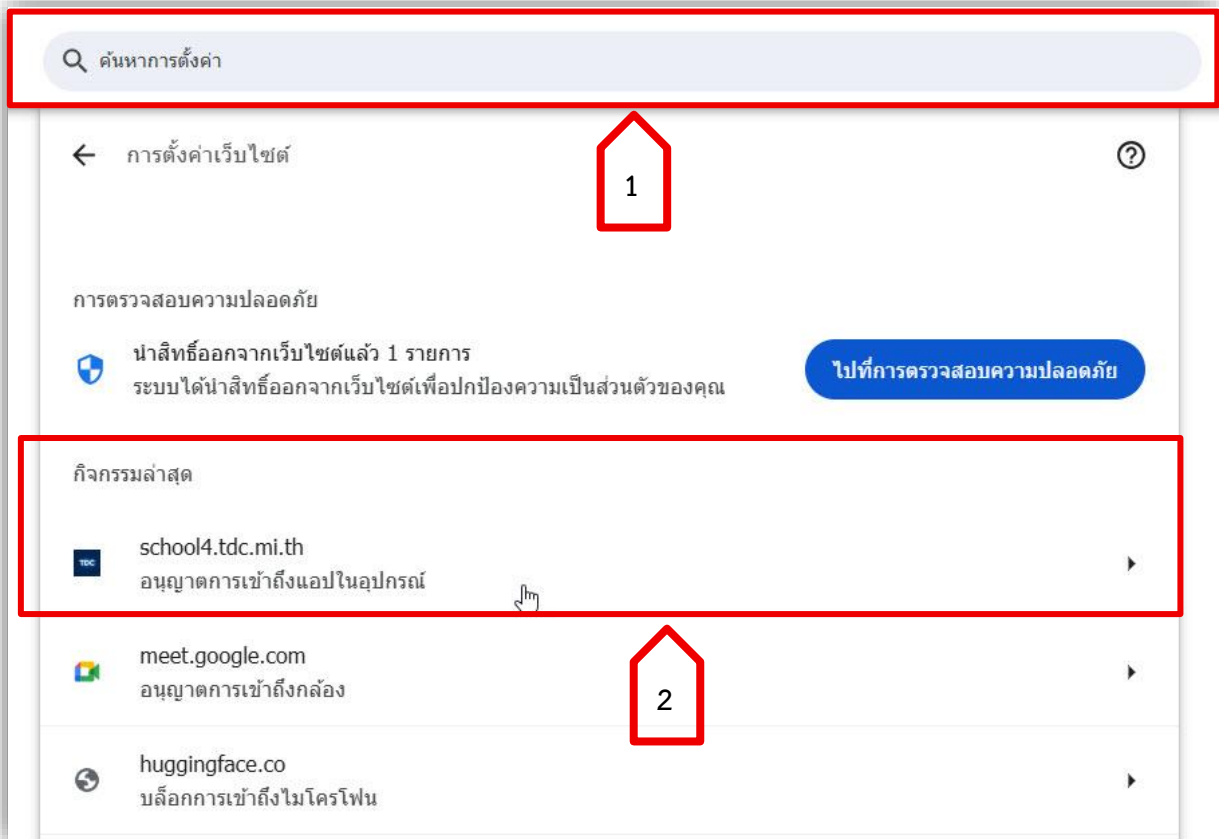 ค้นหาการตั้งค่า
การตั้งค่าเว็บไซต์
1
การตรวจสอบความปลอดภัย
นำสิทธิ์ออกจากเว็บไซต์แล้ว 1 รายการ
ระบบได้นำสิทธิ์ออกจากเว็บไซต์เพื่อปกป้องความเป็นส่วนตัวของคุณ
ไปที่การตรวจสอบความปลอดภัย
กิจกรรมล่าสุด
TDC
school4.tdc.mi.th
อนุญาตการเข้าถึงแอปในอุปกรณ์
meet.google.com
อนุญาตการเข้าถึงกล้อง
2
huggingface.co
บล็อกการเข้าถึงไมโครโฟน